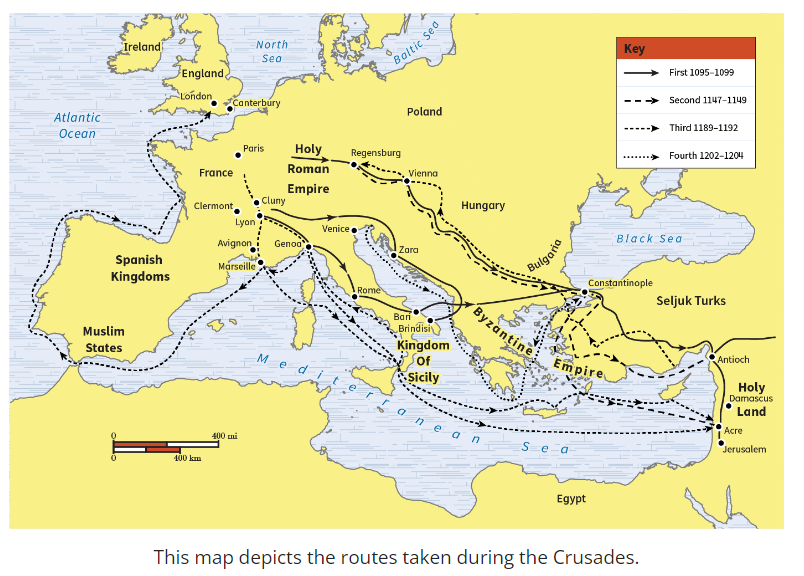 Ireland
North
Sea
Baltic Sea
England
London
Canterbury
Atlantic
Ocean
Key
First 1095–1099
Second 1147–1149
Third 1189–1192
Fourth 1202–1204
Poland
Paris
Holy
Roman
Empire
Regensburg
France
Vienna
Cluny
Clermont
Lyon
Hungary
Venice
Avignon
Genoa
Zara
Bulgaria
Black Sea
Marseille
Spanish
Kingdoms
Constantinople
Rome
Seljuk Turks
Bari
Brindisi
Byzantine
Empire
Muslim
States
Kingdom
Of
Sicily
Antioch
Mediterranean Sea
Holy
Land
Damascus
Acre
Jerusalem
0 400 mi
0 400 km
Egypt
This map depicts the routes taken during the Crusades.